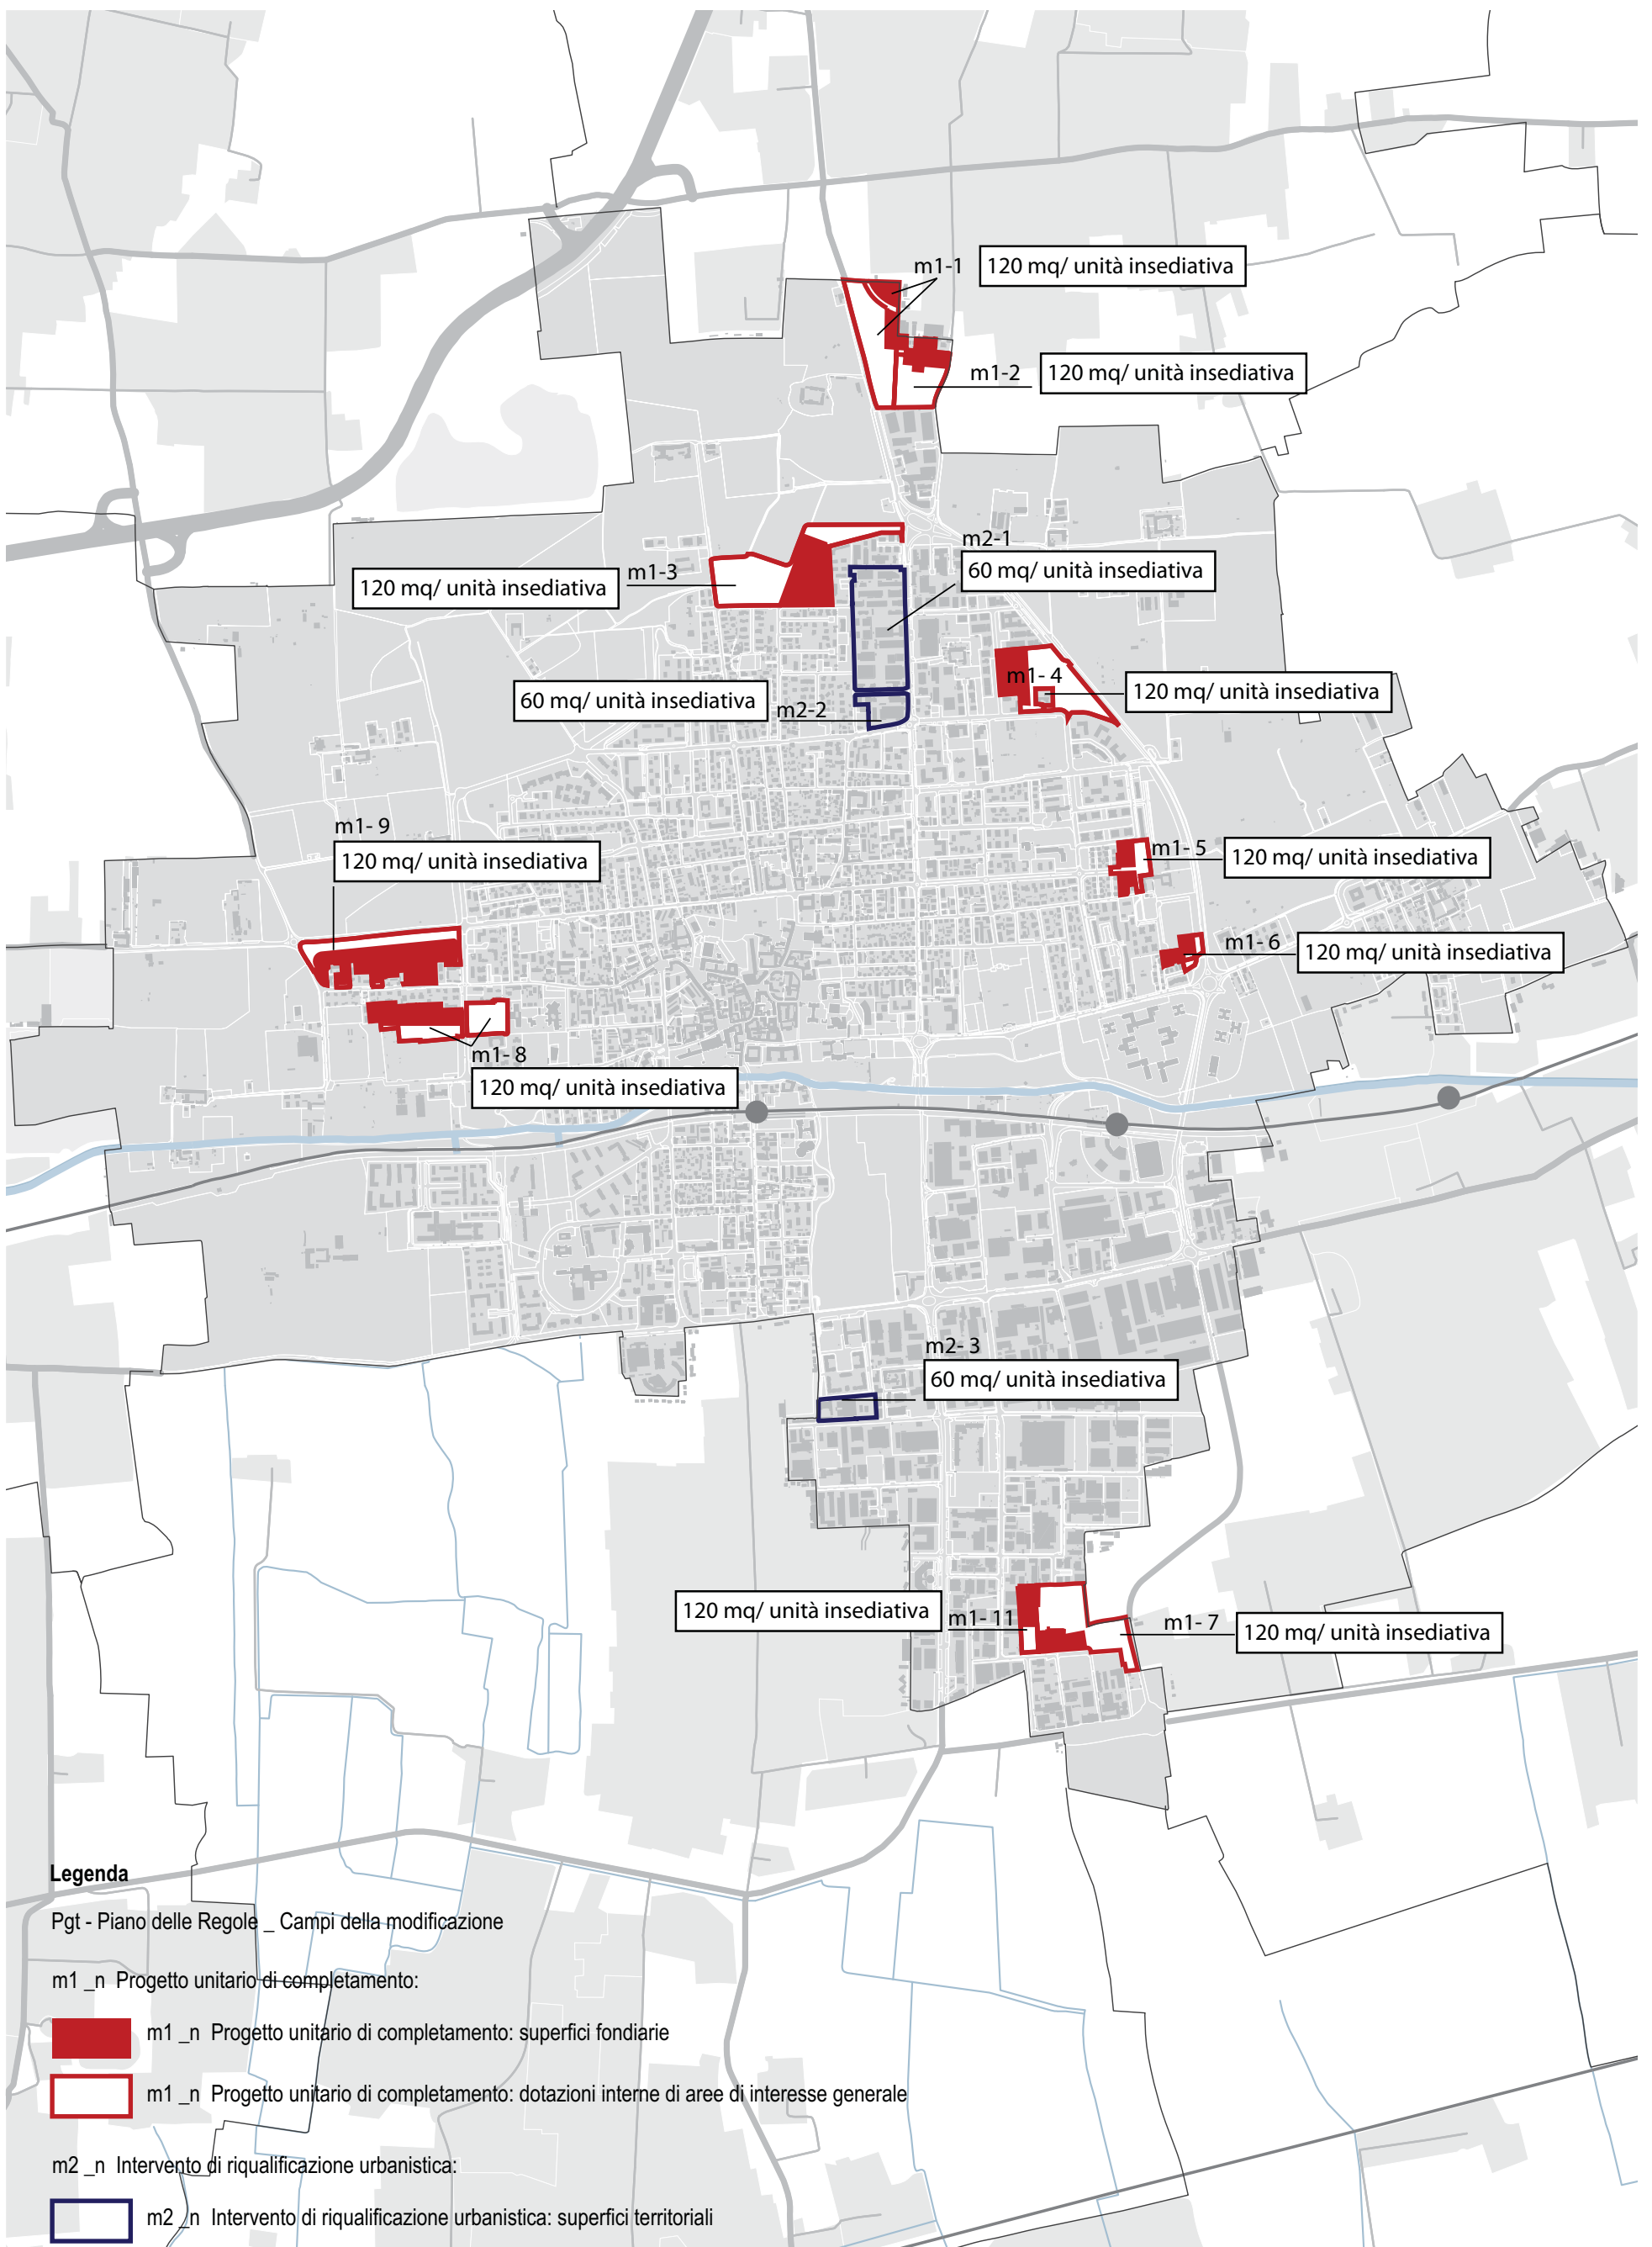 m1-1
120 mq/ unità insediativa
m1-2
120 mq/ unità insediativa
m2-1
60 mq/ unità insediativa
m1-3
120 mq/ unità insediativa
m1- 4
120 mq/ unità insediativa
60 mq/ unità insediativa
m2-2
m1- 9
120 mq/ unità insediativa
m1- 5
120 mq/ unità insediativa
m1- 6
120 mq/ unità insediativa
m1- 8
120 mq/ unità insediativa
m2- 3
60 mq/ unità insediativa
120 mq/ unità insediativa
m1- 11
m1- 7
120 mq/ unità insediativa
Legenda
Pgt - Piano delle Regole _ Campi della modificazione
m1 _n Progetto unitario di completamento:
m1 _n Progetto unitario di completamento: superfici fondiarie
m1 _n Progetto unitario di completamento: dotazioni interne di aree di interesse generale
m2 _n Intervento di riqualificazione urbanistica:
m2 _n Intervento di riqualificazione urbanistica: superfici territoriali